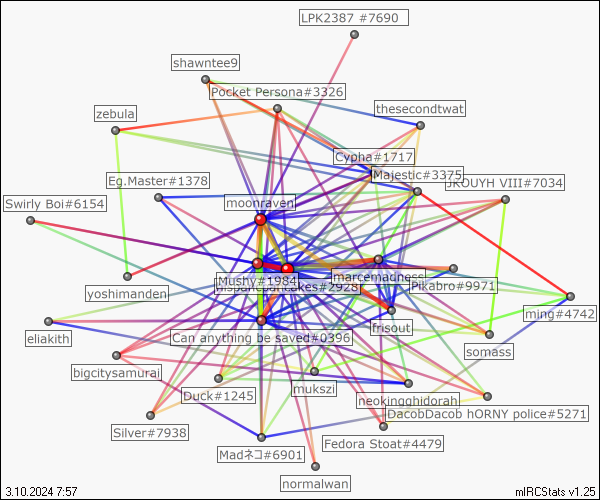 LPK2387 #7690
shawntee9
Pocket Persona#3326
zebula
thesecondtwat
Cypha#1717
Majestic#3375
JKOUYH VIII#7034
Eg.Master#1378
Swirly Boi#6154
moonraven
Mushy#1984
marcemadness
#2928
Pikabro#9971
yoshimanden
ming#4742
frisout
Can anything be saved#0396
eliakith
somass
bigcitysamurai
mukszi
Duck#1245
neokingghidorah
DacobDacob hORNY police#5271
Silver#7938
Fedora Stoat#4479
Madネコ#6901
normalwan
3.10.2024 7:57
mIRCStats v1.25